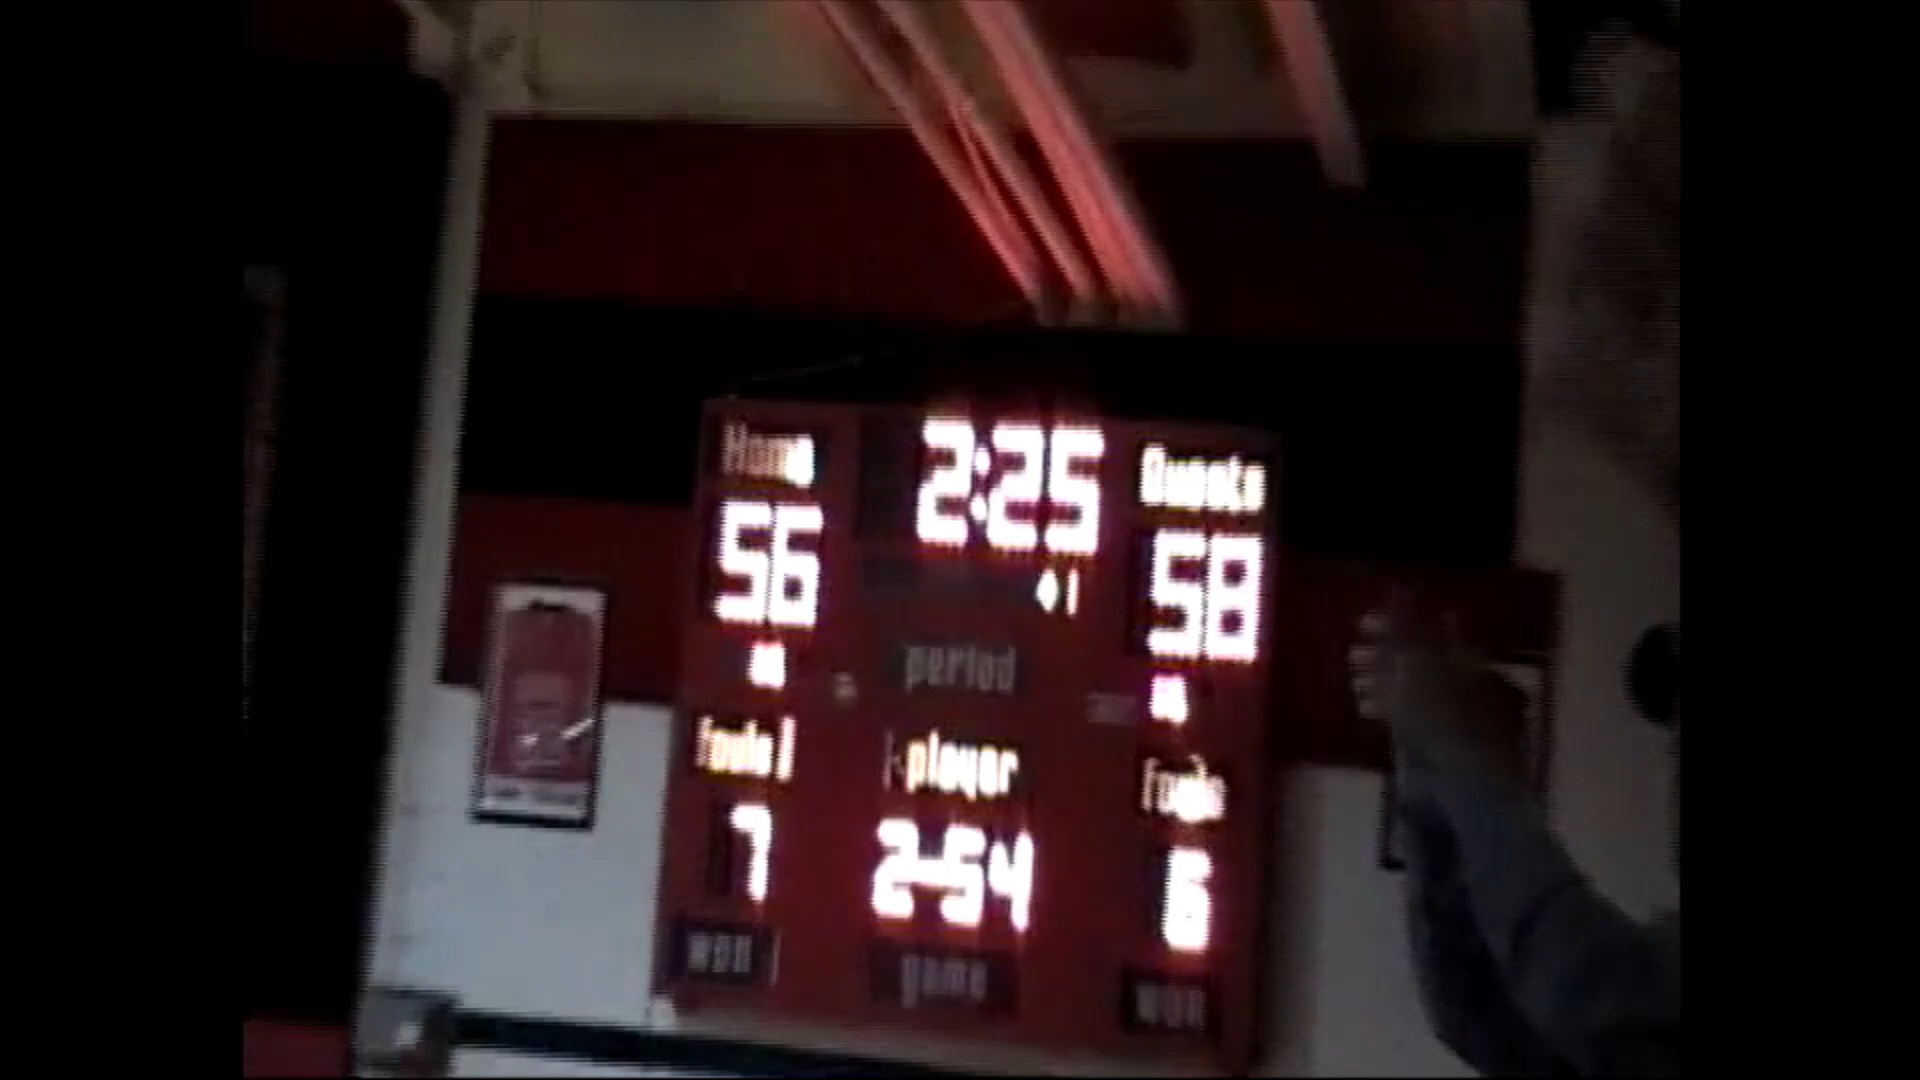 Home 2:25 Guests
56 58
period
Fouls player Fouls
7 2-54 6
won game won